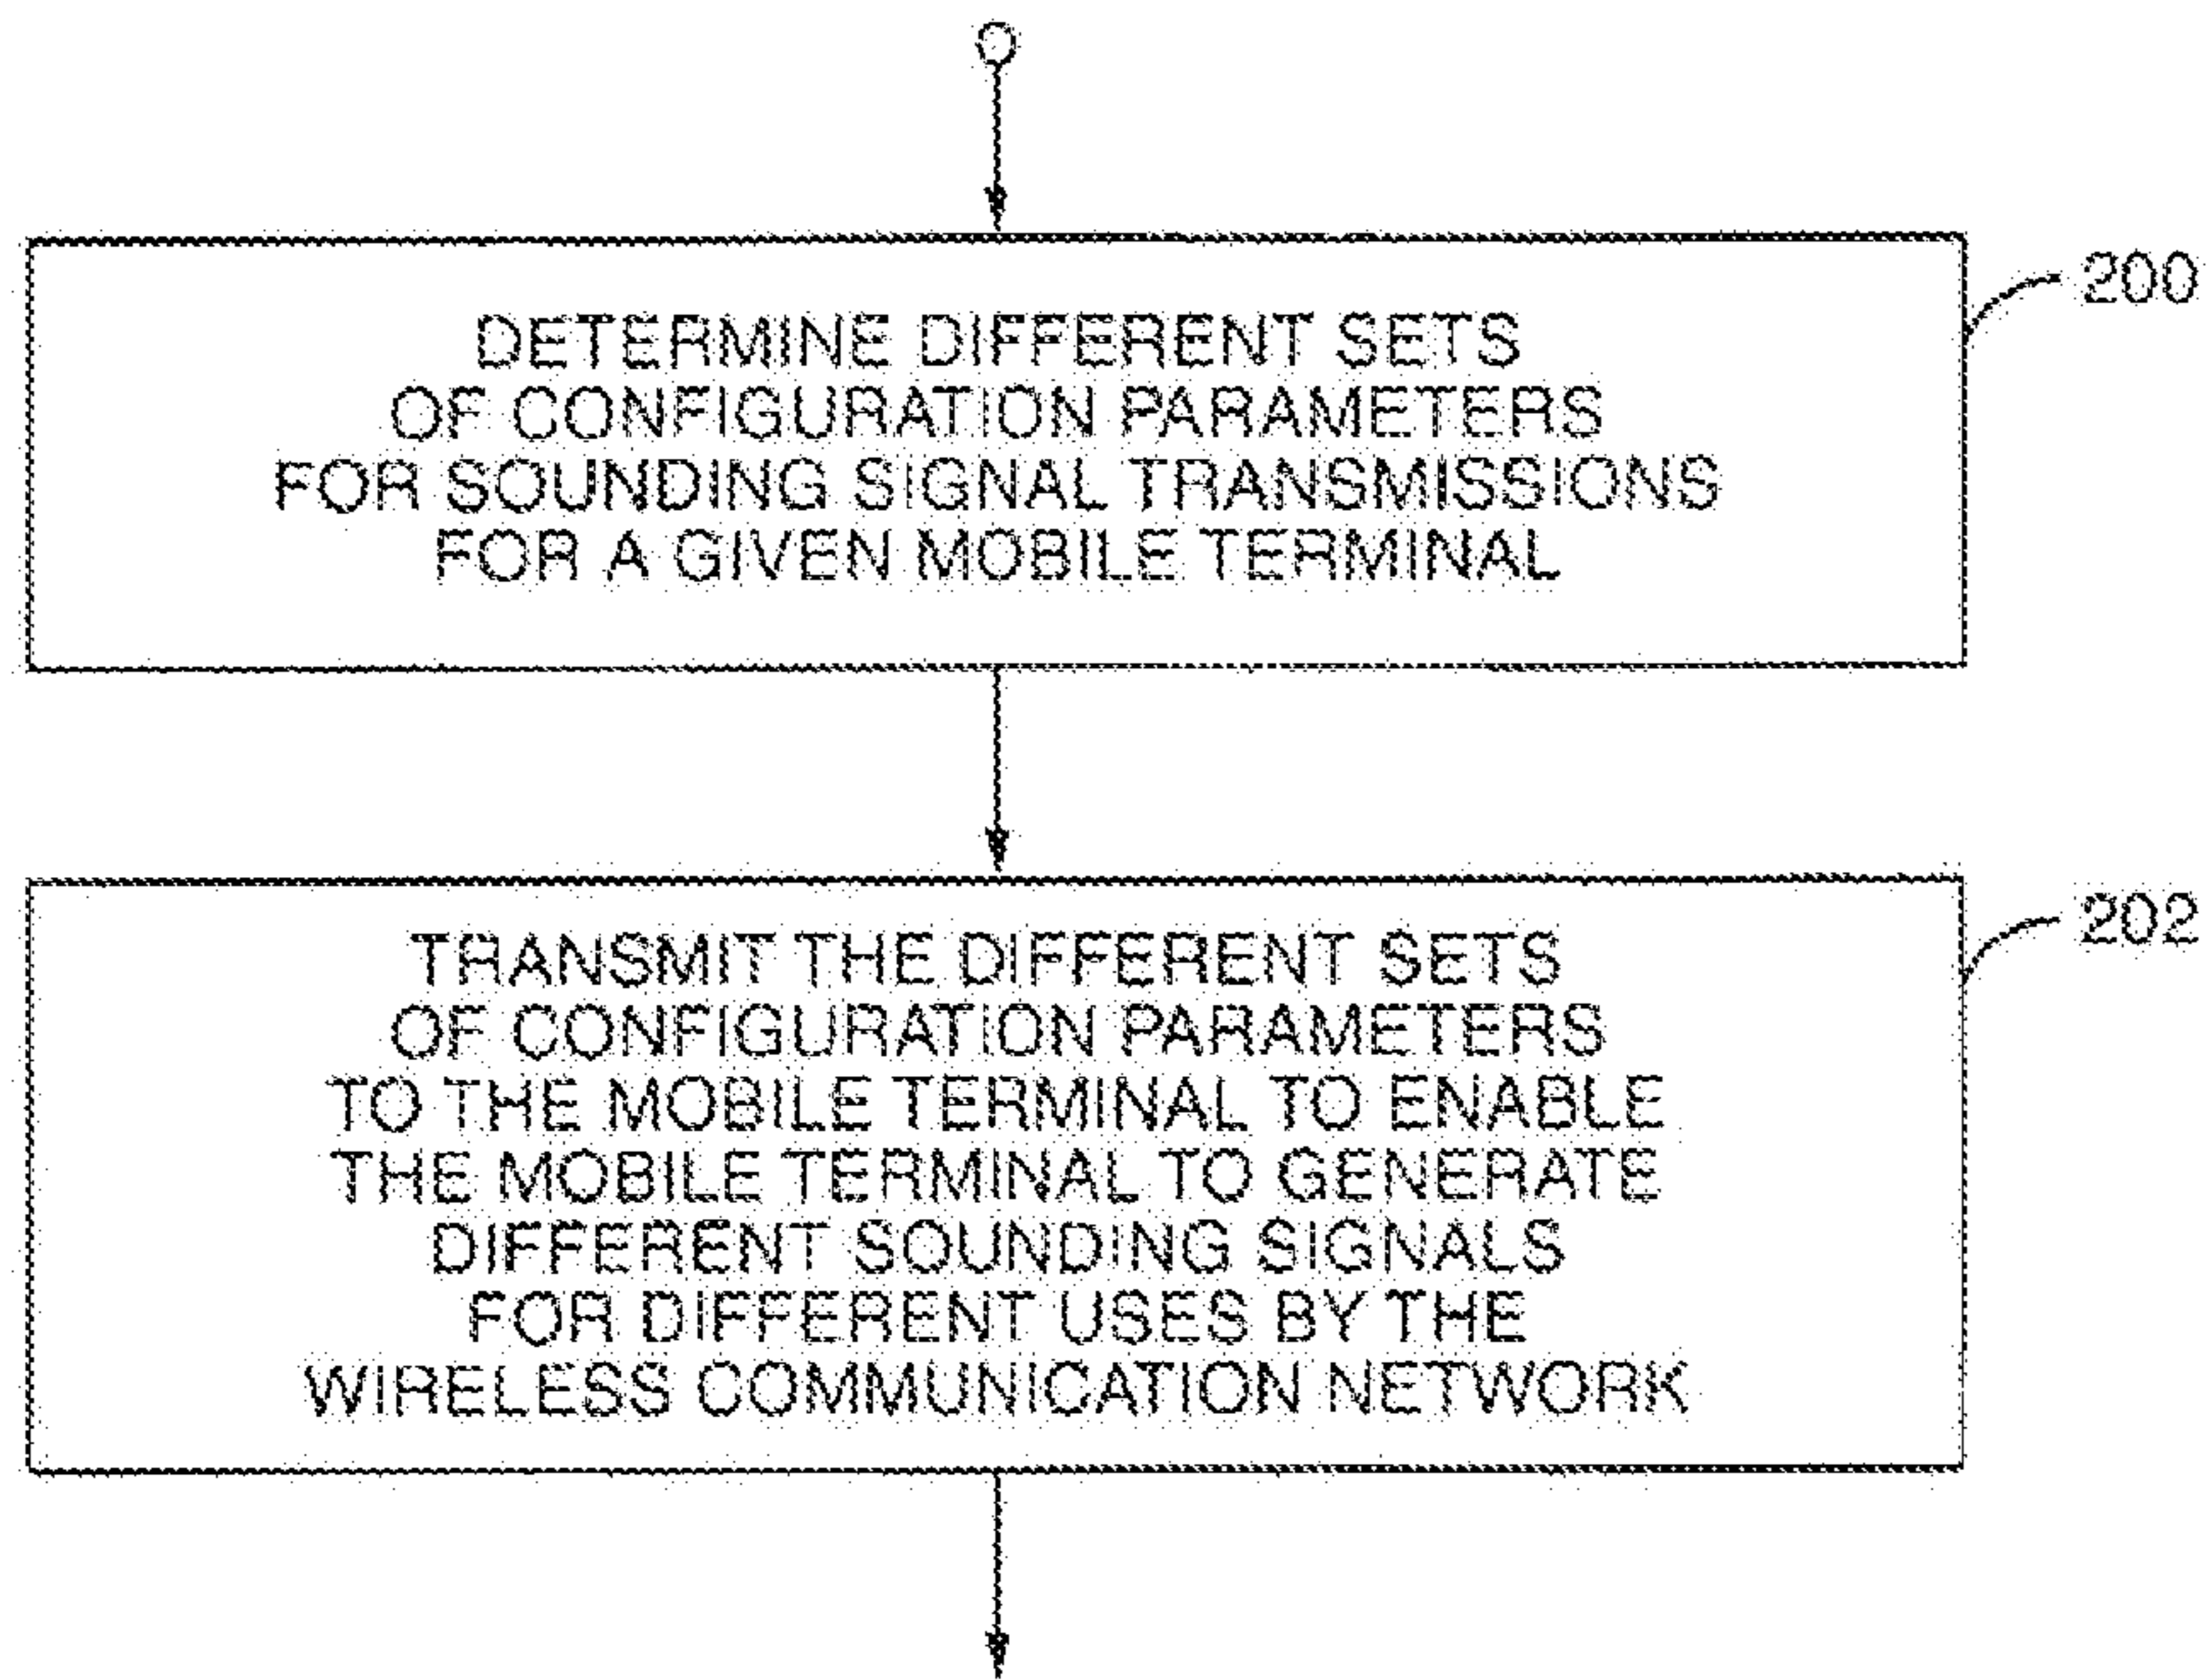 DETERMINE DIFFERENT SETS
OF CONFIGURATION PARAMETERS
FOR SOUNDING SIGNAL TRANSMISSIONS
FOR A GIVEN MOBILE TERMINAL
200
TRANSMIT THE DIFFERENT SETS
OF CONFIGURATION PARAMETERS
TO THE MOBILE TERMINAL TO ENABLE
THE MOBILE TERMINAL TO GENERATE
DIFFERENT SOUNDING SIGNALS
FOR DIFFERENT USES BY THE
WIRELESS COMMUNICATION NETWORK
202